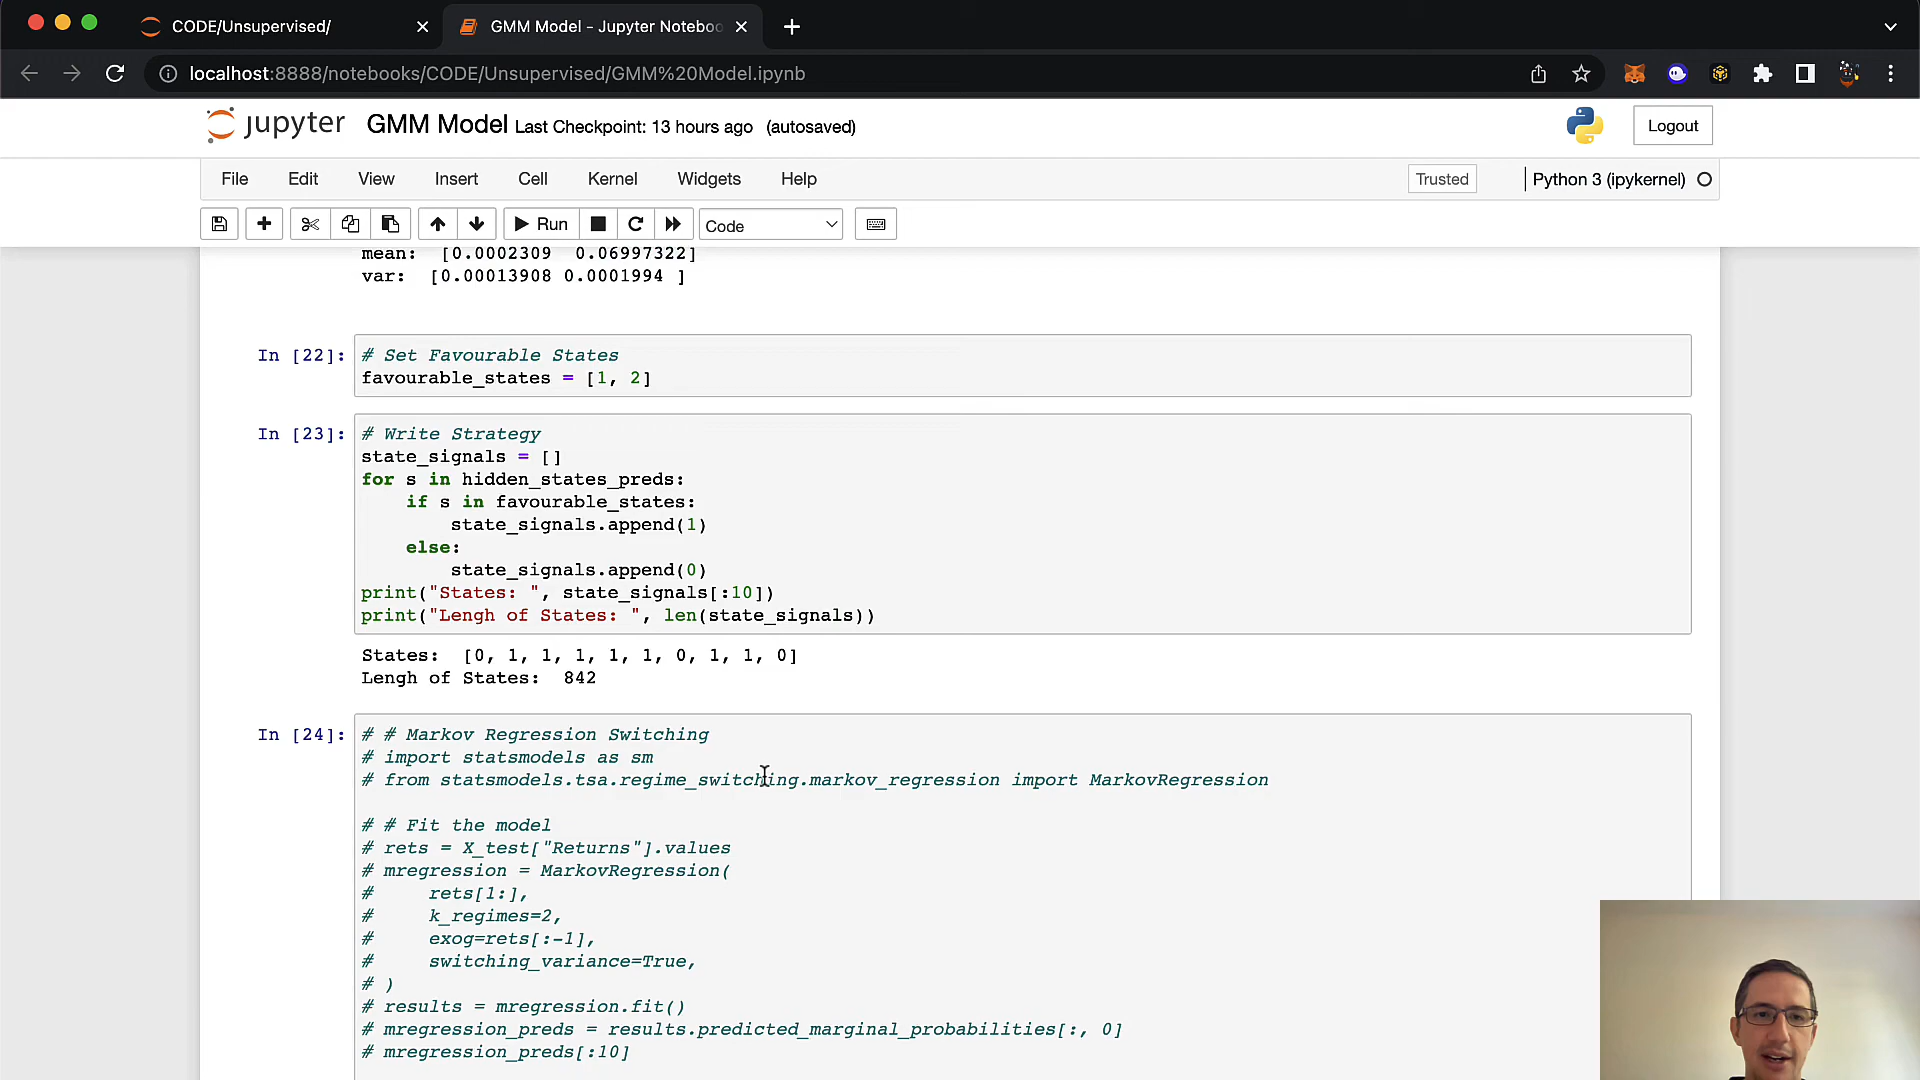 CODE/Unsupervised/
GMM Model - Jupyter Noteboo
localhost:8888/notebooks/CODE/Unsupervised/GMM%20Model.ipynb
jupyter GMM Model Last Checkpoint: 13 hours ago (autosaved)
Logout
File Edit View Insert Cell Kernel Widgets Help
Trusted
Python 3 (ipykernel)
Run
Code
mean:  [0.0002309  0.06997322]
var:  [0.00013908 0.0001994 ]
In [22]:
# Set Favourable States
favourable_states = [1, 2]
In [23]:
# Write Strategy
state_signals = []
for s in hidden_states_preds:
    if s in favourable_states:
        state_signals.append(1)
    else:
        state_signals.append(0)
print("States: ", state_signals[:10])
print("Lengh of States: ", len(state_signals))
States:  [0, 1, 1, 1, 1, 1, 0, 1, 1, 0]
Lengh of States:  842
In [24]:
# # Markov Regression Switching
# import statsmodels as sm
# from statsmodels.tsa.regime_switching.markov_regression import MarkovRegression
# # Fit the model
# rets = X_test["Returns"].values
# mregression = MarkovRegression(
#     rets[1:],
#     k_regimes=2,
#     exog=rets[:-1],
#     switching_variance=True,
# )
# results = mregression.fit()
# mregression_preds = results.predicted_marginal_probabilities[:, 0]
# mregression_preds[:10]